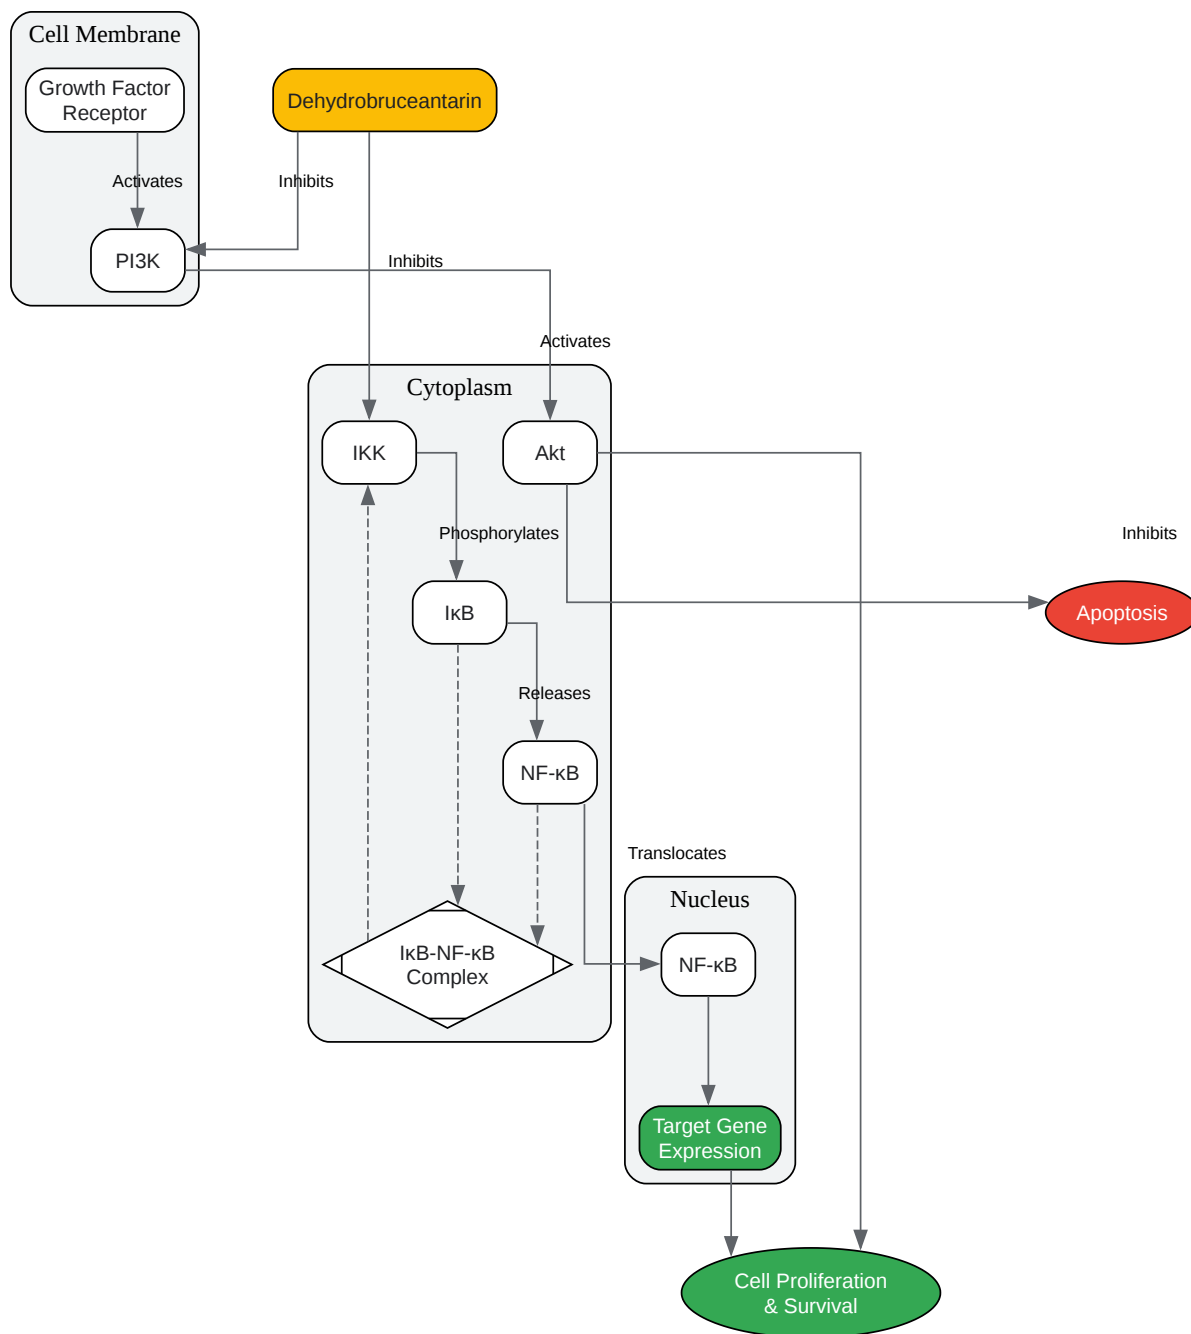 Cell Membrane
Growth Factor
Receptor
Dehydrobruceantarin
Activates
Inhibits
PI3K
Inhibits
Activates
Cytoplasm
IKK
Akt
Phosphorylates
Inhibits
IκB
Apoptosis
Releases
NF-κB
Translocates
Nucleus
IκB-NF-κB
Complex
NF-κB
Target Gene
Expression
Cell Proliferation
& Survival